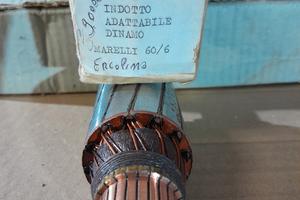 INDOTTO
ADATTABILE
DINAMO
MARELLI 60/6
ERCOLINA